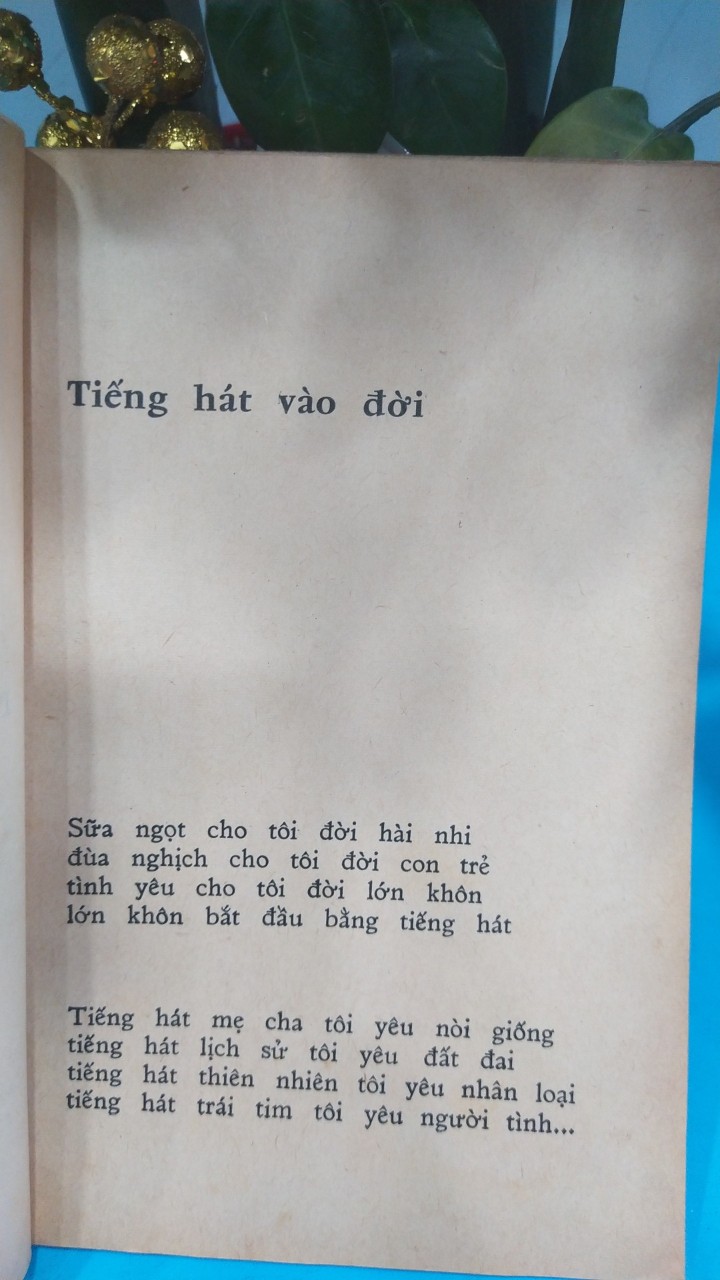 Tiếng hát vào đời
Sữa ngọt cho tôi đời hài nhi
đùa nghịch cho tôi đời con trẻ
tình yêu cho tôi đời lớn khôn
lớn khôn bắt đầu bằng tiếng hát
Tiếng hát mẹ cha tôi yêu nòi giống
tiếng hát lịch sử tôi yêu đất đai
tiếng hát thiên nhiên tôi yêu nhân loại
tiếng hát trái tim tôi yêu người tình...